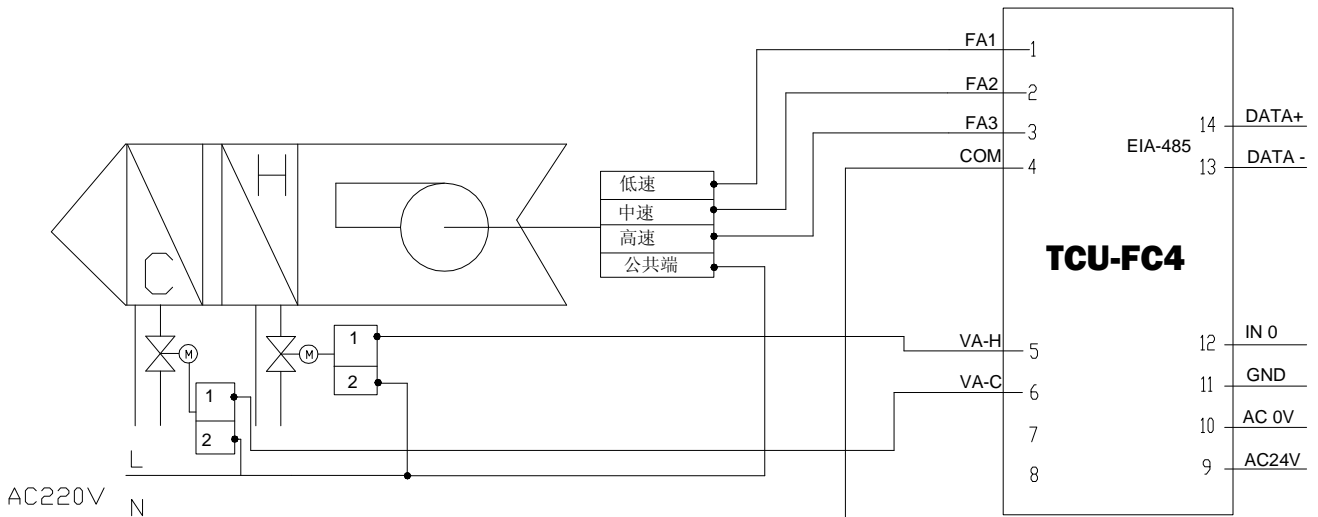 FA1
1
FA2
2
FA3
3
COM
4
14
DATA+
EIA-485
13
DATA -
H
C
低速
中速
高速
公共端
TCU-FC4
M
M
1
2
1
2
VA-H
5
VA-C
6
7
8
12
IN 0
11
GND
10
AC 0V
9
AC24V
L
AC220V
N